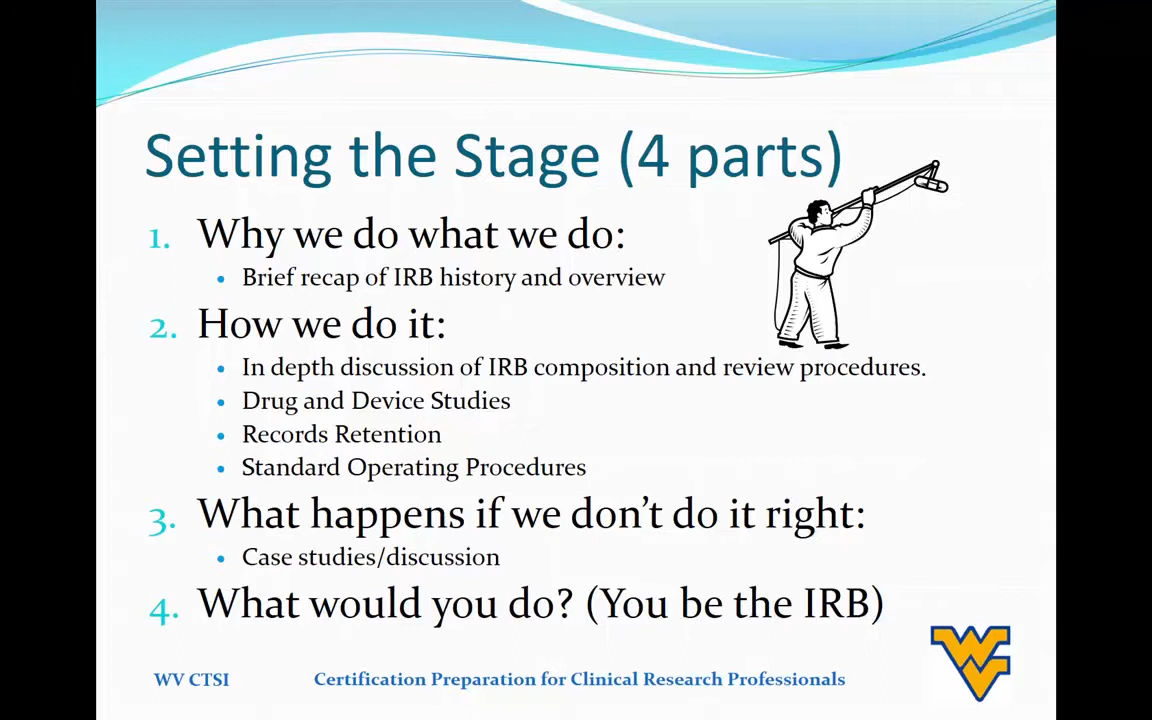 Setting the Stage (4 parts)
1. Why we do what we do:
• Brief recap of IRB history and overview
2. How we do it:
• In depth discussion of IRB composition and review procedures.
• Drug and Device Studies
• Records Retention
• Standard Operating Procedures
3. What happens if we don't do it right:
• Case studies/discussion
4. What would you do? (You be the IRB)
WV CTSI Certification Preparation for Clinical Research Professionals
WV